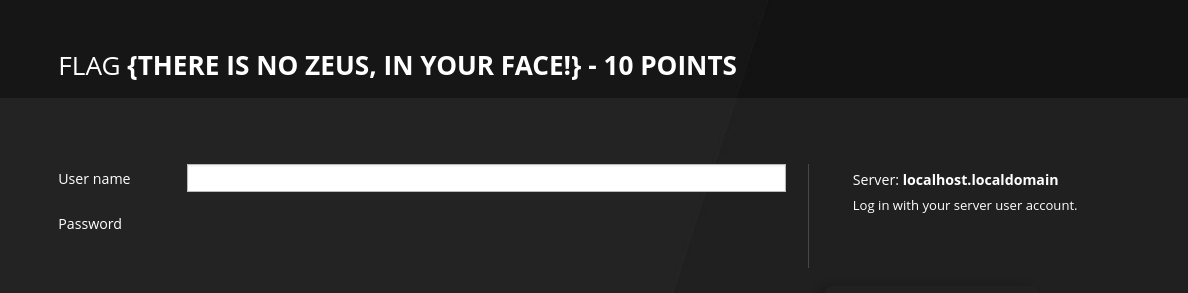 FLAG {THERE IS NO ZEUS, IN YOUR FACE!} - 10 POINTS
User name
Password
Server: localhost.localdomain
Log in with your server user account.